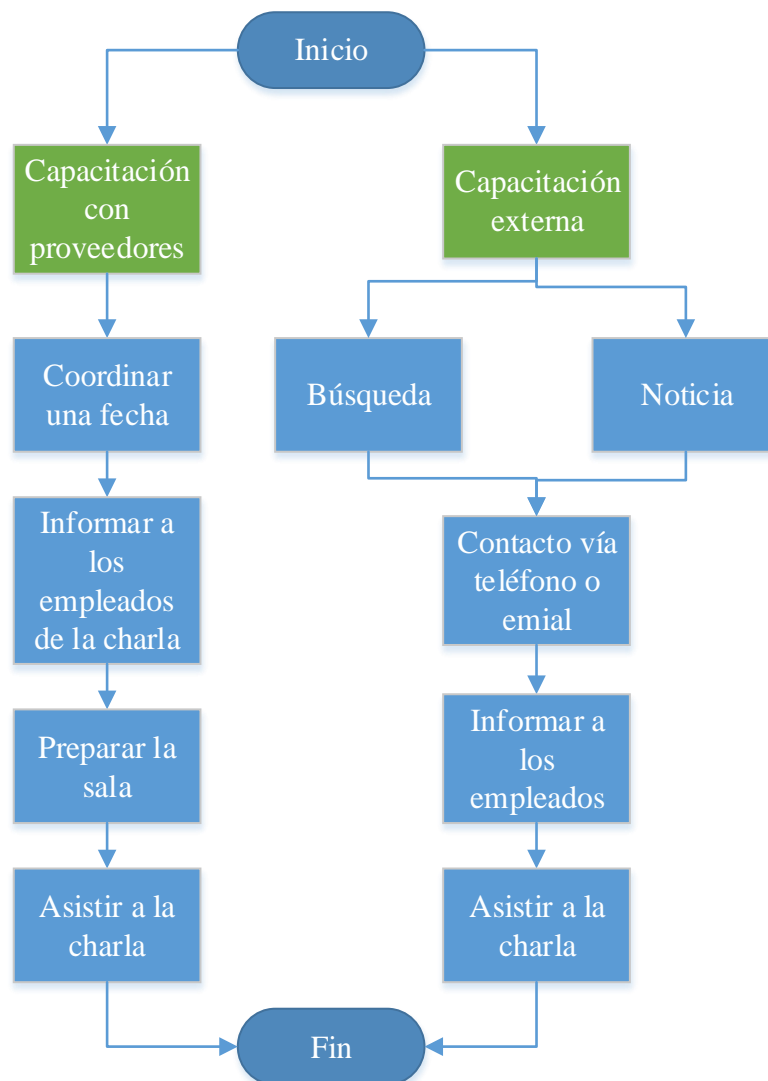 Inicio
Capacitación
con
proveedores
Capacitación
externa
Coordinar
una fecha
Búsqueda
Noticia
Informar a
los
empleados
de la charla
Contacto vía
teléfono o
emial
Preparar la
sala
Informar a
los
empleados
Asistir a la
charla
Asistir a la
charla
Fin